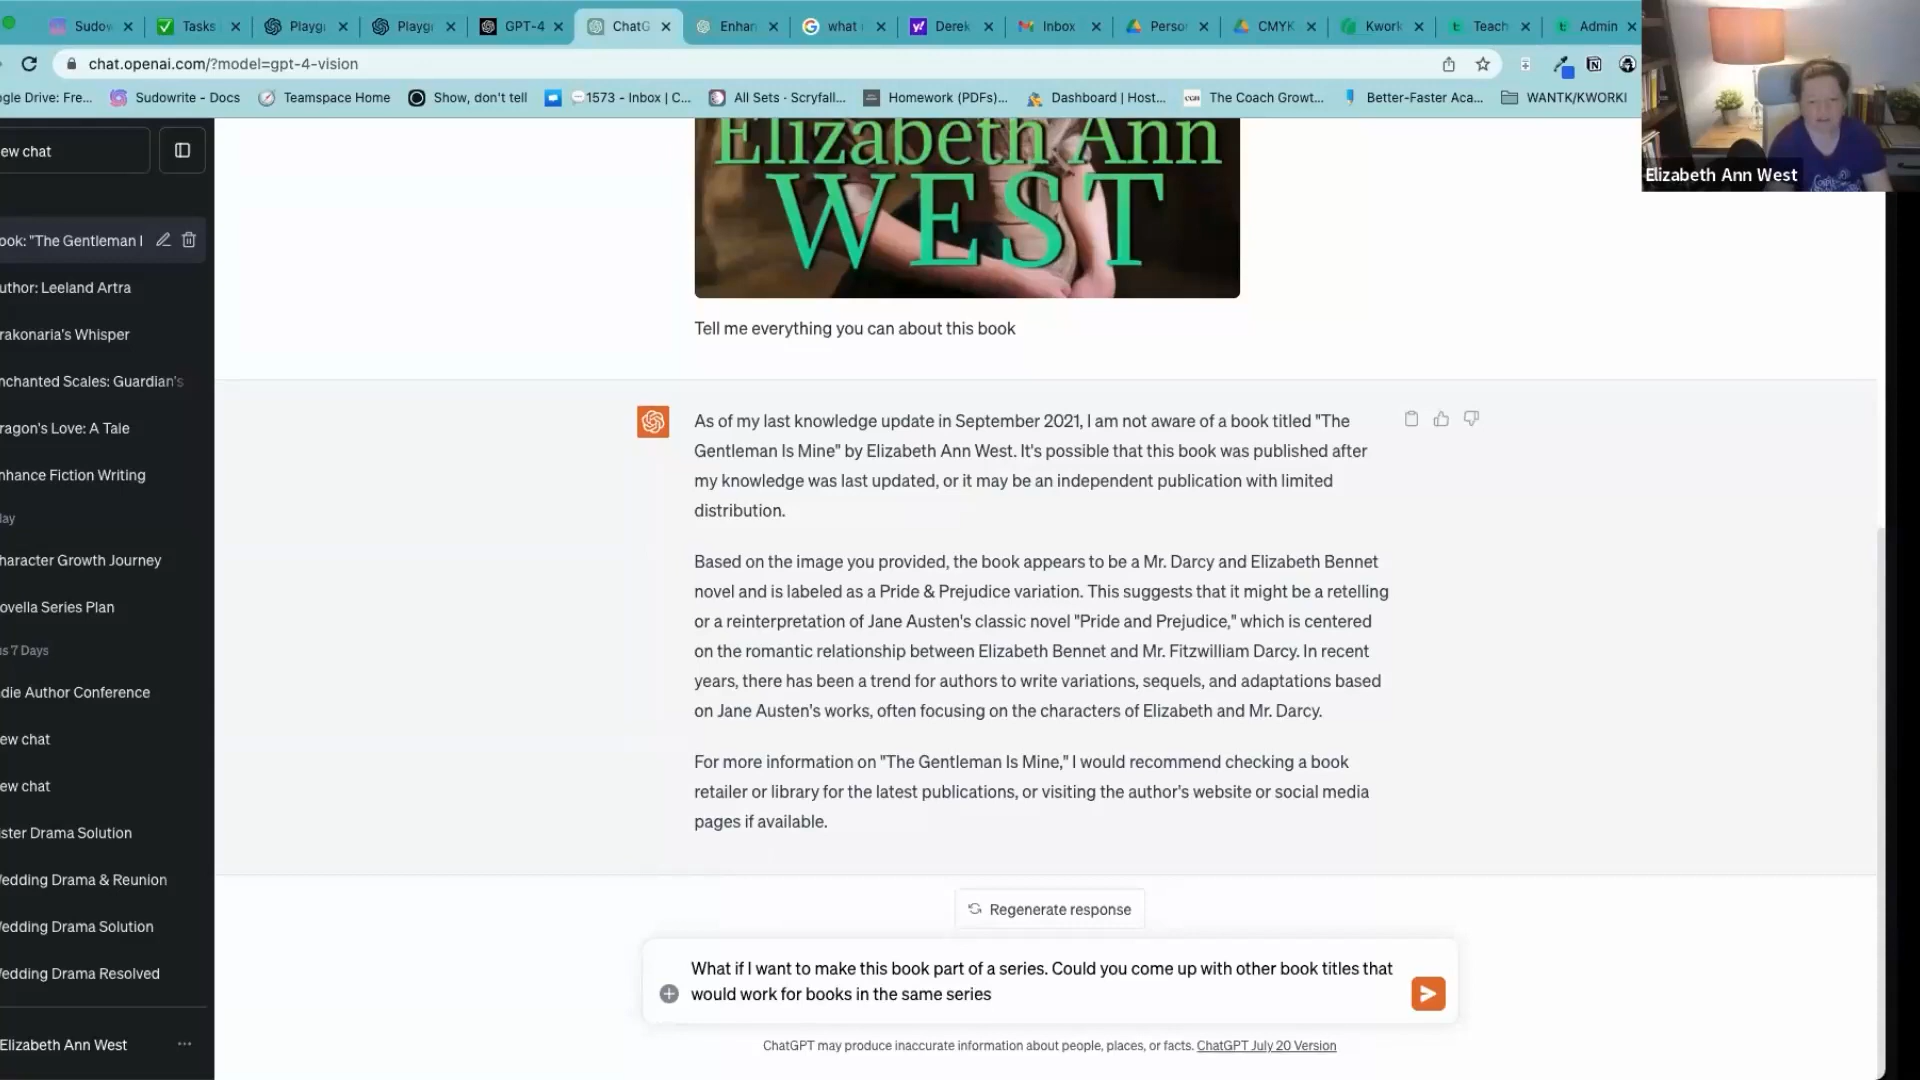 Sudow
Tasks
Playgr
Playgr
GPT-4
ChatG
Enhan
what i
Derek
Inbox
Person
CMYK
Kwork
Teach
Admin
chat.openai.com/?model=gpt-4-vision
gle Drive: Fre...
Sudowrite - Docs
Teamspace Home
Show, don't tell
1573 - Inbox | C...
All Sets - Scryfall...
Homework (PDFs)...
Dashboard | Host...
CGM
The Coach Growt...
Better-Faster Aca...
WANTK/KWORKI
Elizabeth Ann West
ew chat
ook: "The Gentleman I
uthor: Leeland Artra
rakonaria's Whisper
nchanted Scales: Guardian's
ragon's Love: A Tale
nhance Fiction Writing
lay
haracter Growth Journey
ovella Series Plan
us 7 Days
ndie Author Conference
ew chat
ew chat
ster Drama Solution
edding Drama & Reunion
edding Drama Solution
edding Drama Resolved
Elizabeth Ann West
Elizabeth Ann
WEST
Tell me everything you can about this book
As of my last knowledge update in September 2021, I am not aware of a book titled "The
Gentleman Is Mine" by Elizabeth Ann West. It's possible that this book was published after
my knowledge was last updated, or it may be an independent publication with limited
distribution.
Based on the image you provided, the book appears to be a Mr. Darcy and Elizabeth Bennet
novel and is labeled as a Pride & Prejudice variation. This suggests that it might be a retelling
or a reinterpretation of Jane Austen's classic novel "Pride and Prejudice," which is centered
on the romantic relationship between Elizabeth Bennet and Mr. Fitzwilliam Darcy. In recent
years, there has been a trend for authors to write variations, sequels, and adaptations based
on Jane Austen's works, often focusing on the characters of Elizabeth and Mr. Darcy.
For more information on "The Gentleman Is Mine," I would recommend checking a book
retailer or library for the latest publications, or visiting the author's website or social media
pages if available.
Regenerate response
What if I want to make this book part of a series. Could you come up with other book titles that
would work for books in the same series
ChatGPT may produce inaccurate information about people, places, or facts. ChatGPT July 20 Version